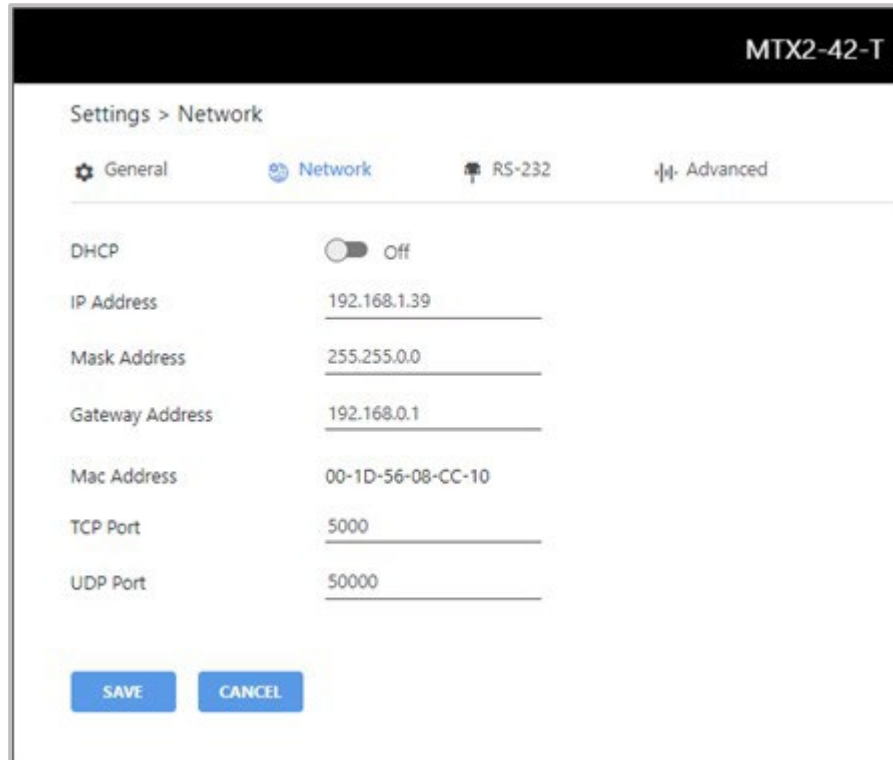 MTX2-42-T
Settings > Network
General Network RS-232 Advanced
DHCP Off
IP Address 192.168.1.39
Mask Address 255.255.0.0
Gateway Address 192.168.0.1
Mac Address 00-1D-56-08-CC-10
TCP Port 5000
UDP Port 50000
SAVE CANCEL